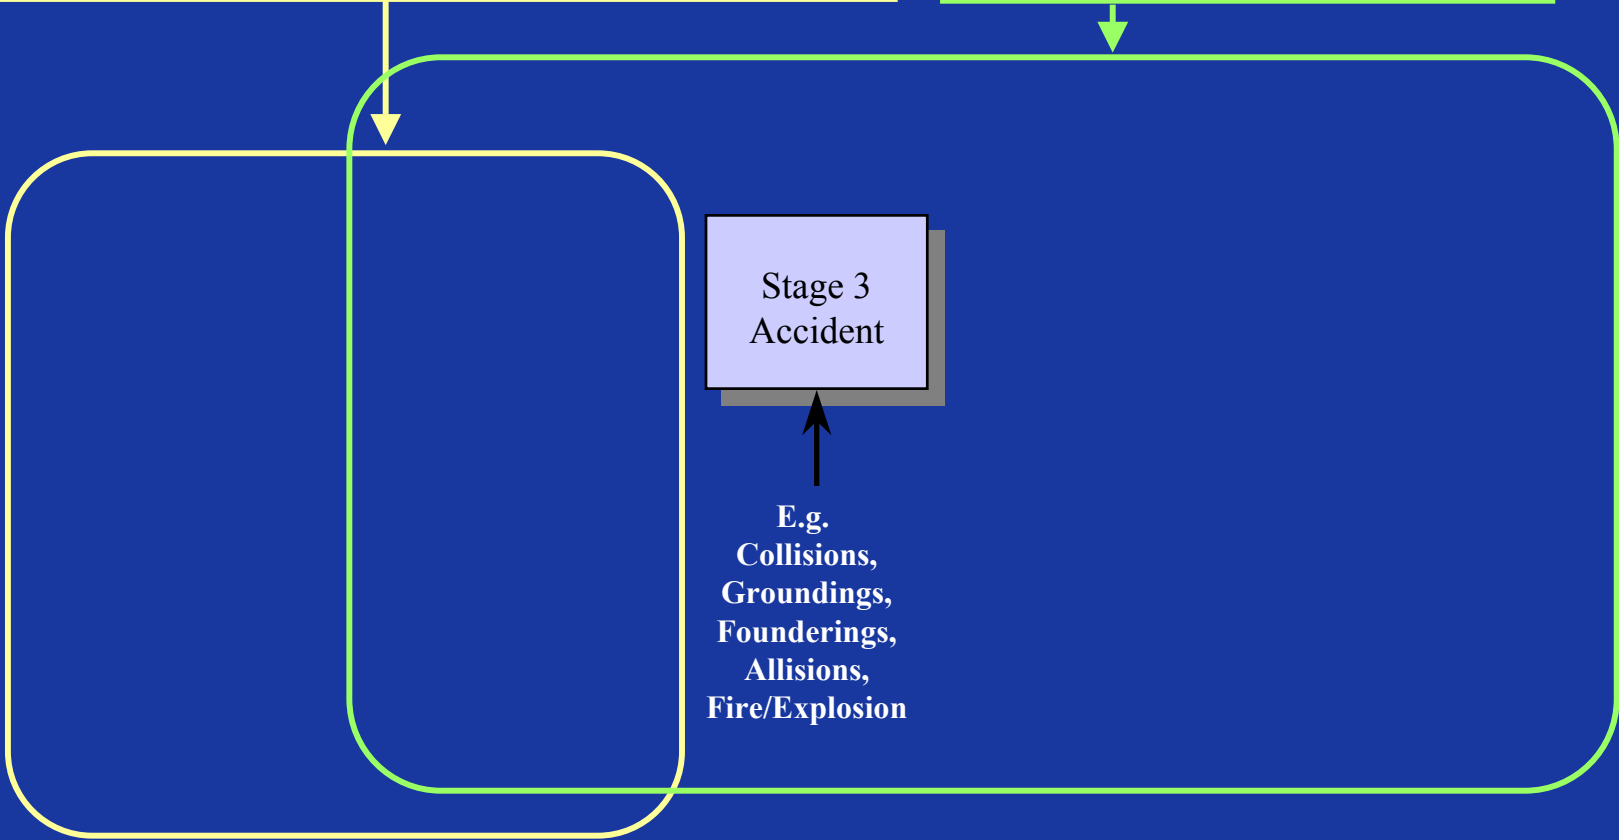 Stage 3
Accident
E.g.
Collisions,
Groundings,
Founderings,
Allisions,
Fire/Explosion